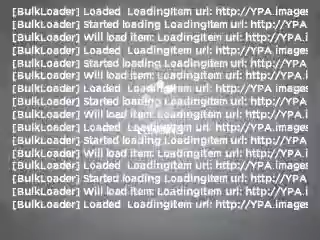 [BulkLoader] Loaded LoadingItem url: http://YPA.images
[BulkLoader] Started loading LoadingItem url: http://YPA
[BulkLoader] Will load item: LoadingItem url: http://YPA.i
[BulkLoader] Loaded LoadingItem url: http://YPA.images
[BulkLoader] Started loading LoadingItem url: http://YPA
[BulkLoader] Will load item: LoadingItem url: http://YPA.i
[BulkLoader] Loaded LoadingItem url: http://YPA.images
[BulkLoader] Started loading LoadingItem url: http://YPA
[BulkLoader] Will load item: LoadingItem url: http://YPA.i
[BulkLoader] Loaded LoadingItem url: http://YPA.images
[BulkLoader] Started loading LoadingItem url: http://YPA
[BulkLoader] Will load item: LoadingItem url: http://YPA.i
[BulkLoader] Loaded LoadingItem url: http://YPA.images
[BulkLoader] Started loading LoadingItem url: http://YPA
[BulkLoader] Will load item: LoadingItem url: http://YPA.i
[BulkLoader] Loaded LoadingItem url: http://YPA.images